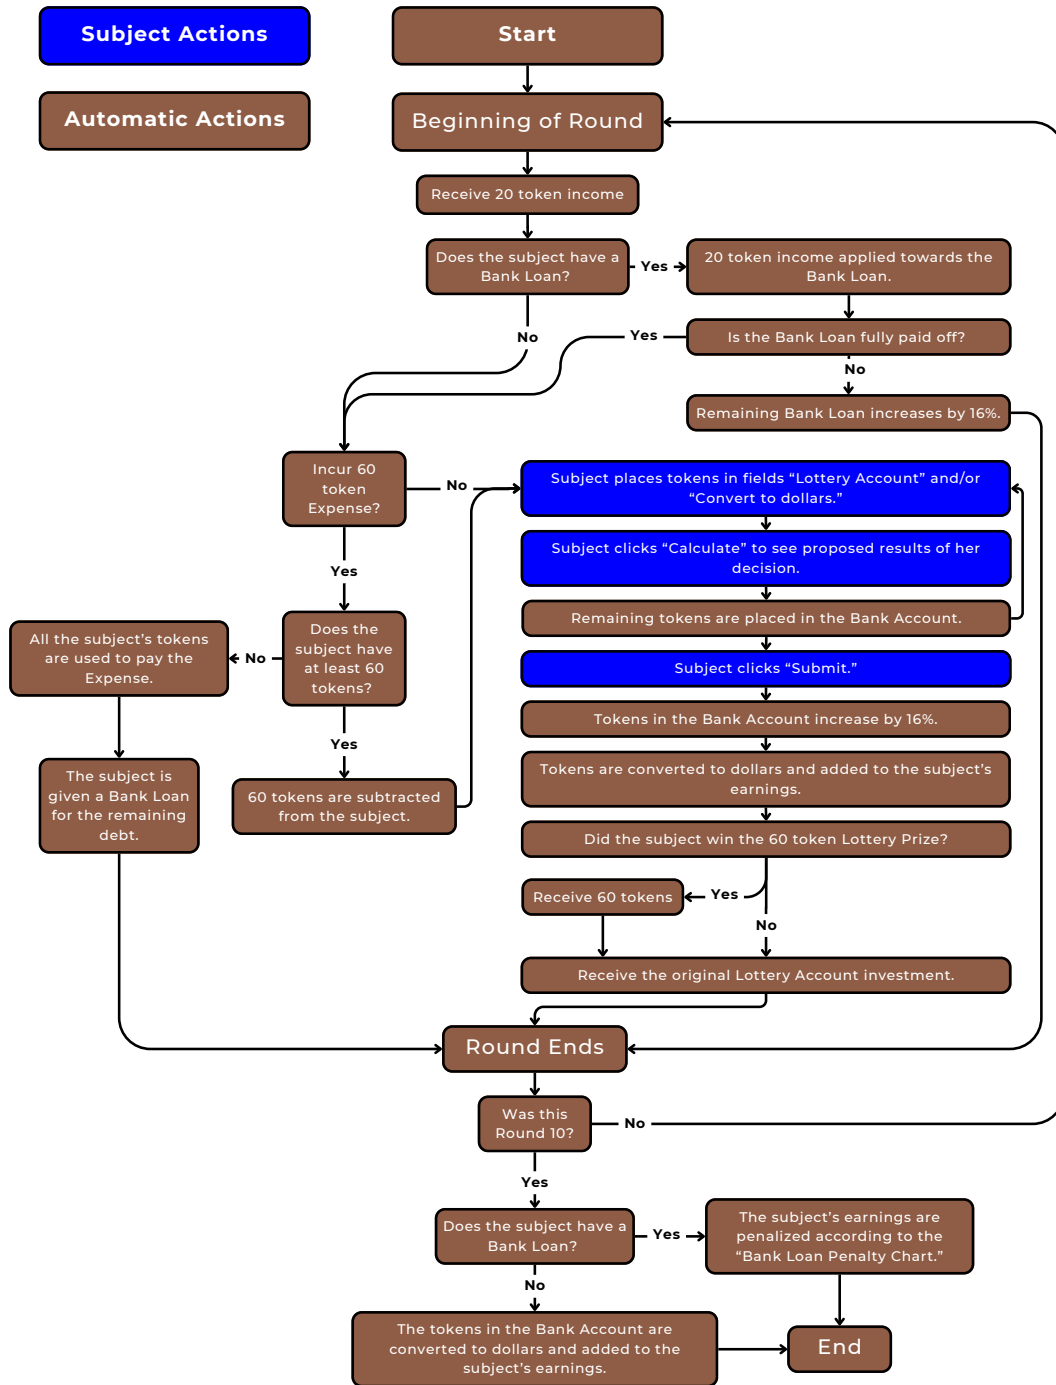 Subject Actions
Start
Automatic Actions
Beginning of Round
Receive 20 token income
Does the subject have a
Bank Loan?
Yes
20 token income applied towards the
Bank Loan.
No
Yes
Is the Bank Loan fully paid off?
No
Remaining Bank Loan increases by 16%.
Incur 60
token
Expense?
No
Subject places tokens in fields “Lottery Account” and/or
“Convert to dollars.”
Subject clicks “Calculate” to see proposed results of her
decision.
Yes
Remaining tokens are placed in the Bank Account.
All the subject’s tokens
are used to pay the
Expense.
No
Does the
subject have
at least 60
tokens?
Subject clicks “Submit.”
Tokens in the Bank Account increase by 16%.
Yes
The subject is
given a Bank Loan
for the remaining
debt.
60 tokens are subtracted
from the subject.
Tokens are converted to dollars and added to the subject’s
earnings.
Did the subject win the 60 token Lottery Prize?
Receive 60 tokens
Yes
No
Receive the original Lottery Account investment.
Round Ends
Was this
Round 10?
No
Yes
Does the subject have a
Bank Loan?
Yes
The subject’s earnings are
penalized according to the
“Bank Loan Penalty Chart.”
No
The tokens in the Bank Account are
converted to dollars and added to the
subject’s earnings.
End